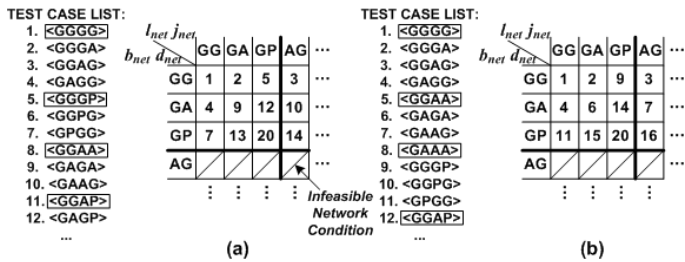 TEST CASE LIST:
1. <GGGG>
2. <GGGA>
3. <GGAG>
4. <GAGG>
5. <GGGP>
6. <GGPG>
7. <GPGG>
8. <GGAA>
9. <GAGA>
10. <GAAG>
11. <GGAP>
12. <GAGP>
...
l_net j_net
b_net d_net
GG GA GP AG ...
GG 1 2 5 3 ...
GA 4 9 12 10 ...
GP 7 13 20 14 ...
AG ...
Infeasible
Network
Condition
(a)
TEST CASE LIST:
1. <GGGG>
2. <GGGA>
3. <GGAG>
4. <GAGG>
5. <GGAA>
6. <GAGA>
7. <GAAG>
8. <GAAA>
9. <GGGP>
10. <GGPG>
11. <GPGG>
12. <GGAP>
...
l_net j_net
b_net d_net
GG GA GP AG ...
GG 1 2 9 3 ...
GA 4 6 14 7 ...
GP 11 15 20 16 ...
AG ...
(b)